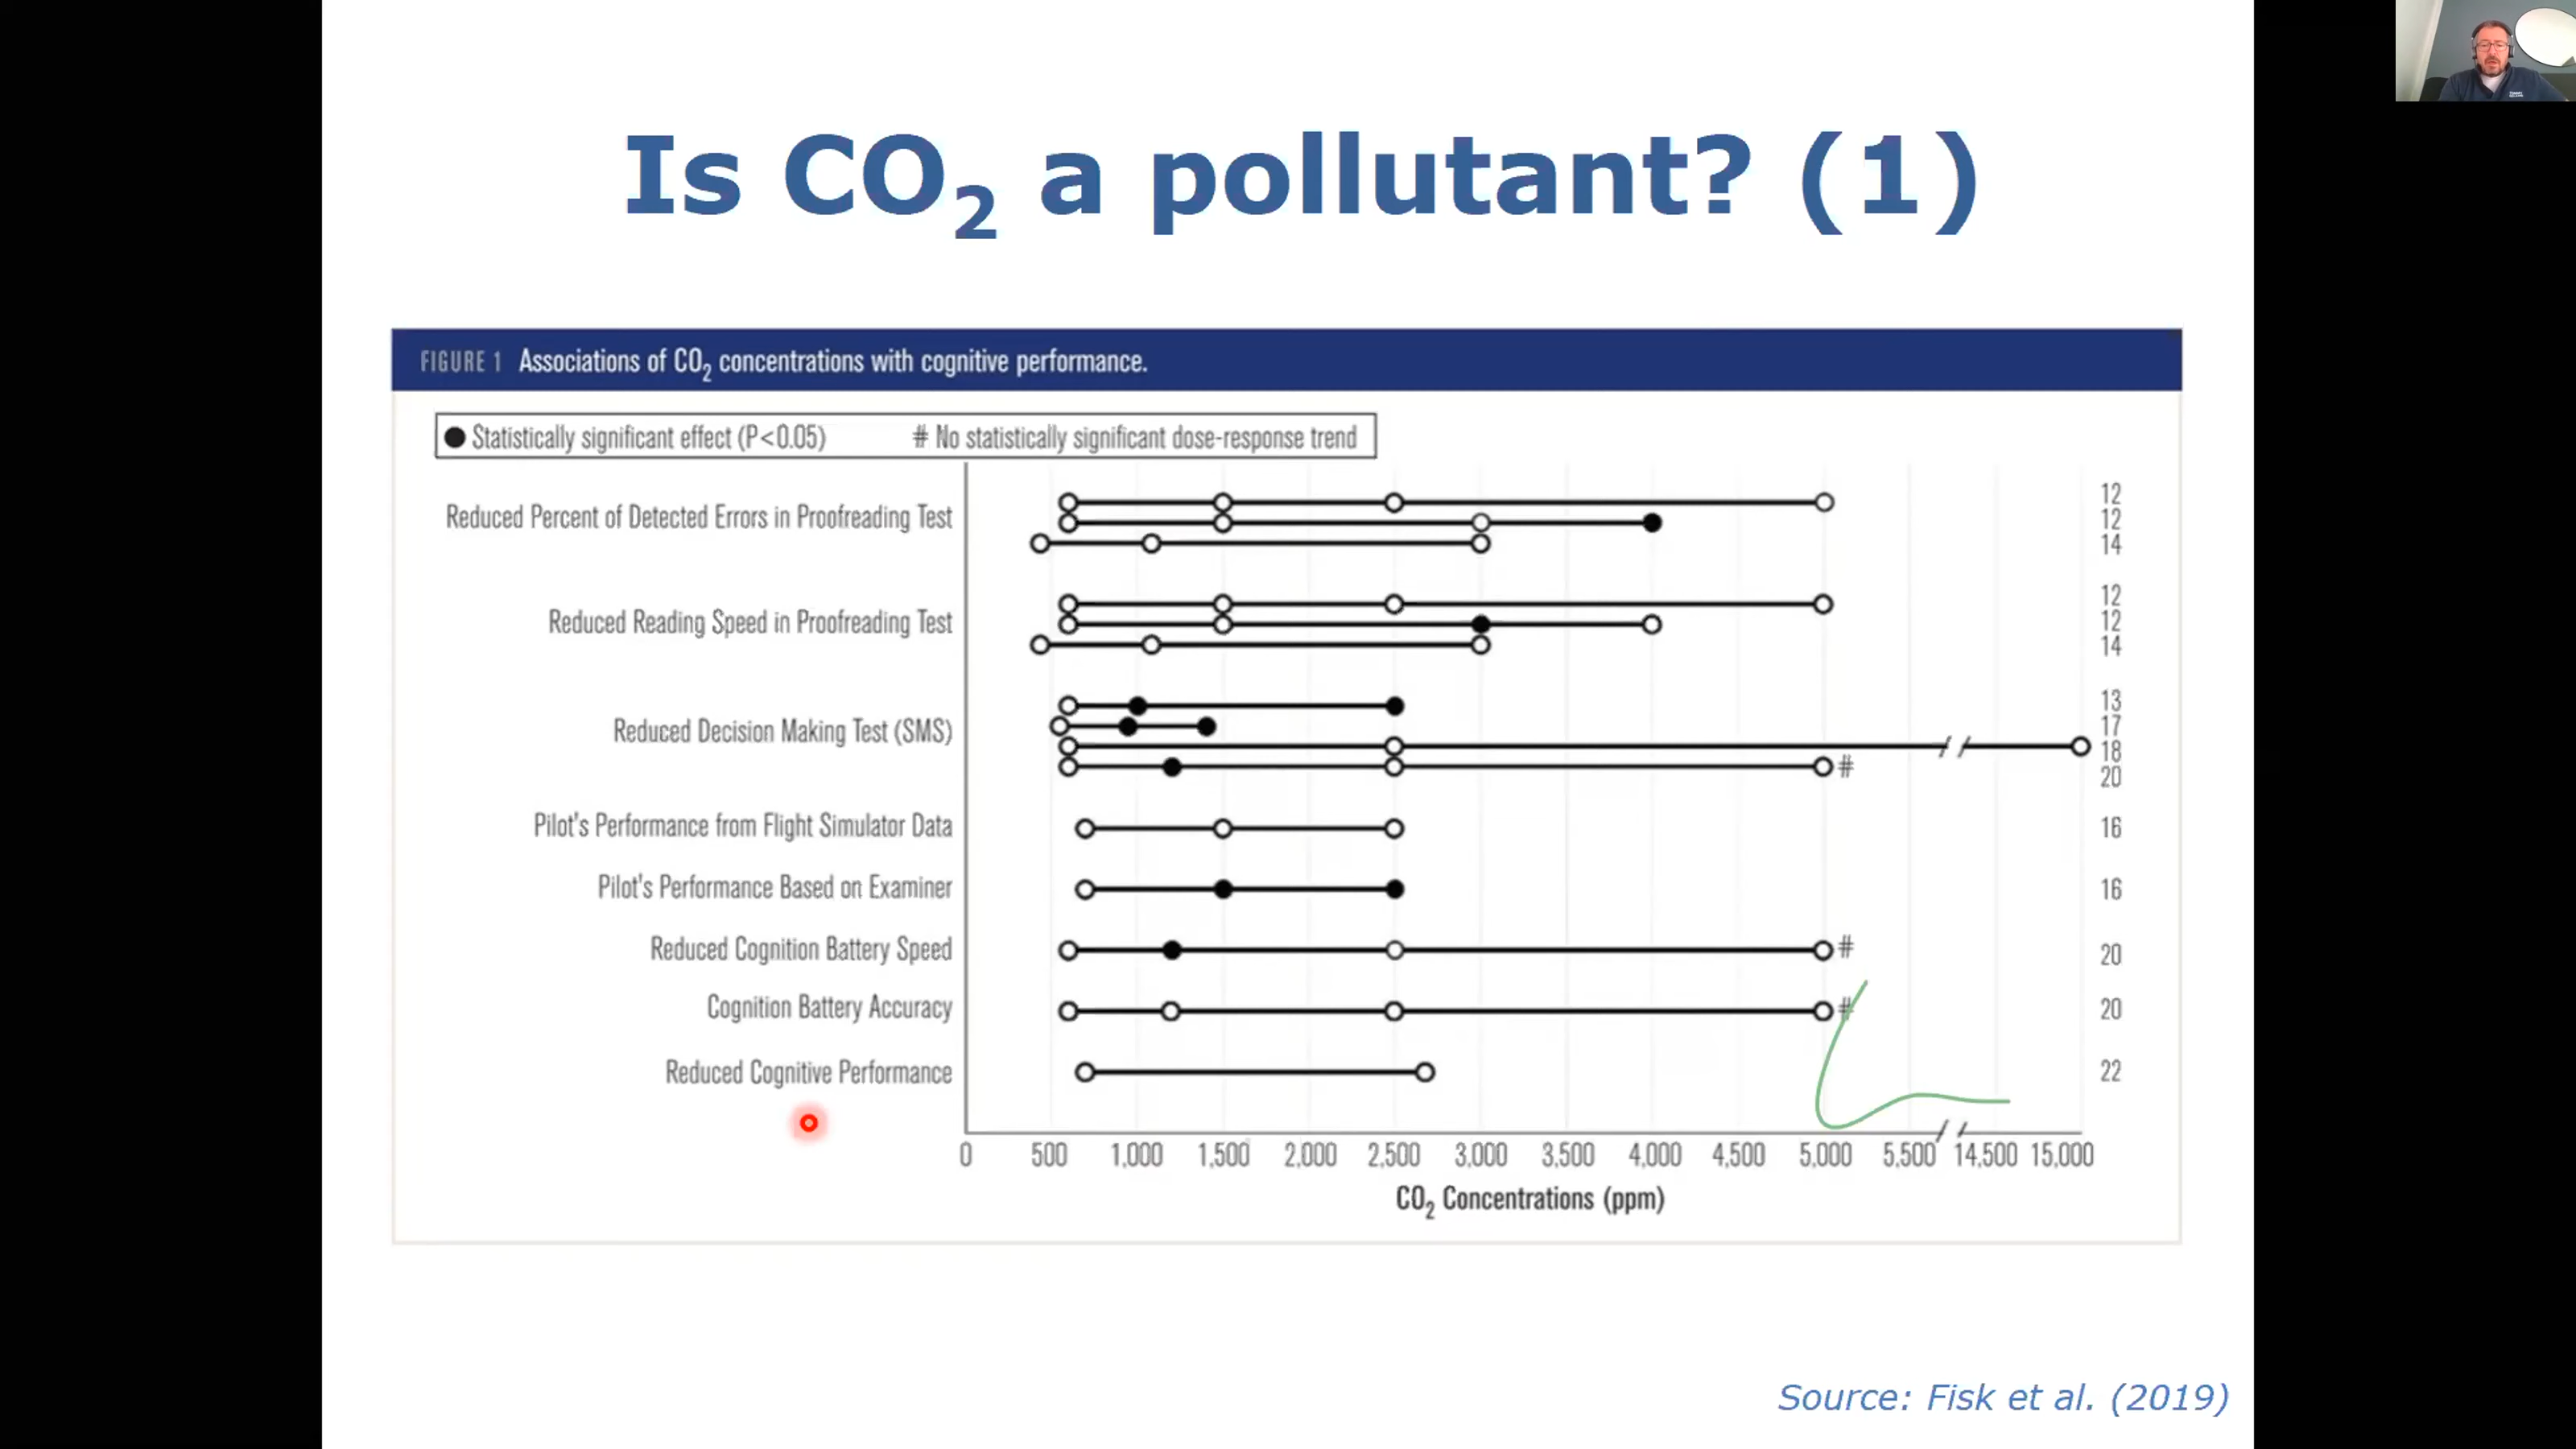 Is CO₂ a pollutant? (1)
FIGURE 1 Associations of CO₂ concentrations with cognitive performance.
Statistically significant effect (P<0.05) # No statistically significant dose-response trend
Reduced Percent of Detected Errors in Proofreading Test
12
12
14
Reduced Reading Speed in Proofreading Test
12
12
14
Reduced Decision Making Test (SMS)
13
17
18
# 20
Pilot's Performance from Flight Simulator Data 16
Pilot's Performance Based on Examiner 16
Reduced Cognition Battery Speed # 20
Cognition Battery Accuracy # 20
Reduced Cognitive Performance 22
0 500 1,000 1,500 2,000 2,500 3,000 3,500 4,000 4,500 5,000 5,500 14,500 15,000
CO₂ Concentrations (ppm)
Source: Fisk et al. (2019)